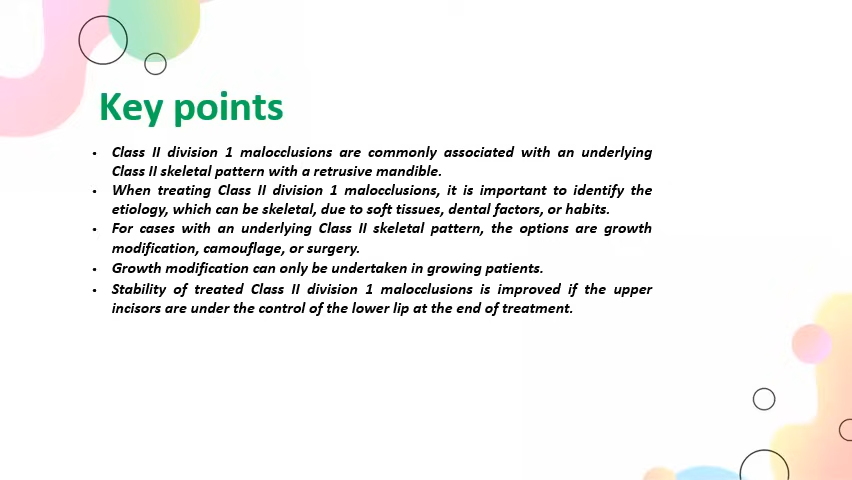 Key points
• Class II division 1 malocclusions are commonly associated with an underlying
Class II skeletal pattern with a retrusive mandible.
• When treating Class II division 1 malocclusions, it is important to identify the
etiology, which can be skeletal, due to soft tissues, dental factors, or habits.
• For cases with an underlying Class II skeletal pattern, the options are growth
modification, camouflage, or surgery.
• Growth modification can only be undertaken in growing patients.
• Stability of treated Class II division 1 malocclusions is improved if the upper
incisors are under the control of the lower lip at the end of treatment.